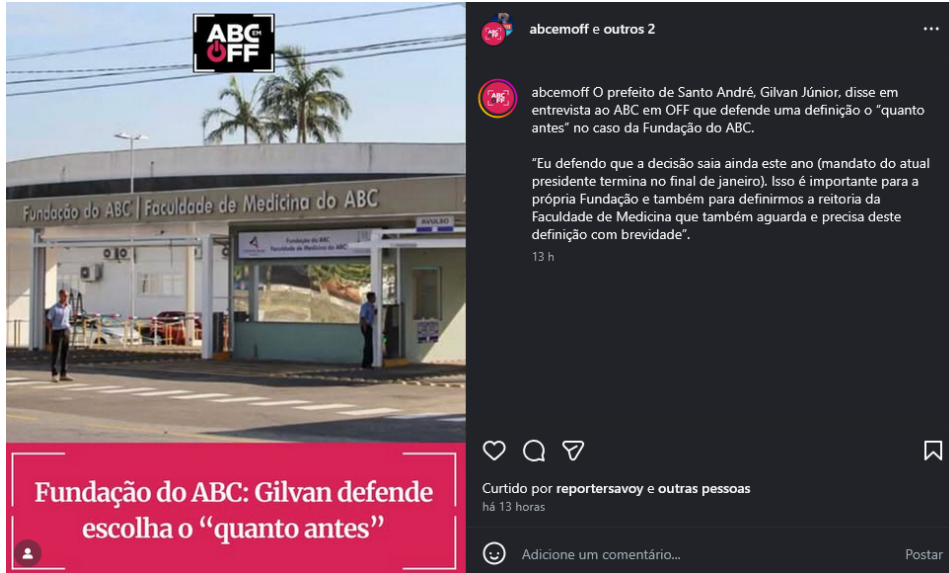 ABC EM
OFF
Fundação do ABC | Faculdade de Medicina do ABC
AVULSO
Fundação do ABC
Faculdade de Medicina do ABC
Fundação do ABC: Gilvan defende
escolha o “quanto antes”
abcemoff e outros 2
abcemoff O prefeito de Santo André, Gilvan Júnior, disse em
entrevista ao ABC em OFF que defende uma definição o “quanto
antes” no caso da Fundação do ABC.
“Eu defendo que a decisão saia ainda este ano (mandato do atual
presidente termina no final de janeiro). Isso é importante para a
própria Fundação e também para definirmos a reitoria da
Faculdade de Medicina que também aguarda e precisa deste
definição com brevidade”.
13 h
Curtido por reportersavoy e outras pessoas
há 13 horas
Adicione um comentário...
Postar